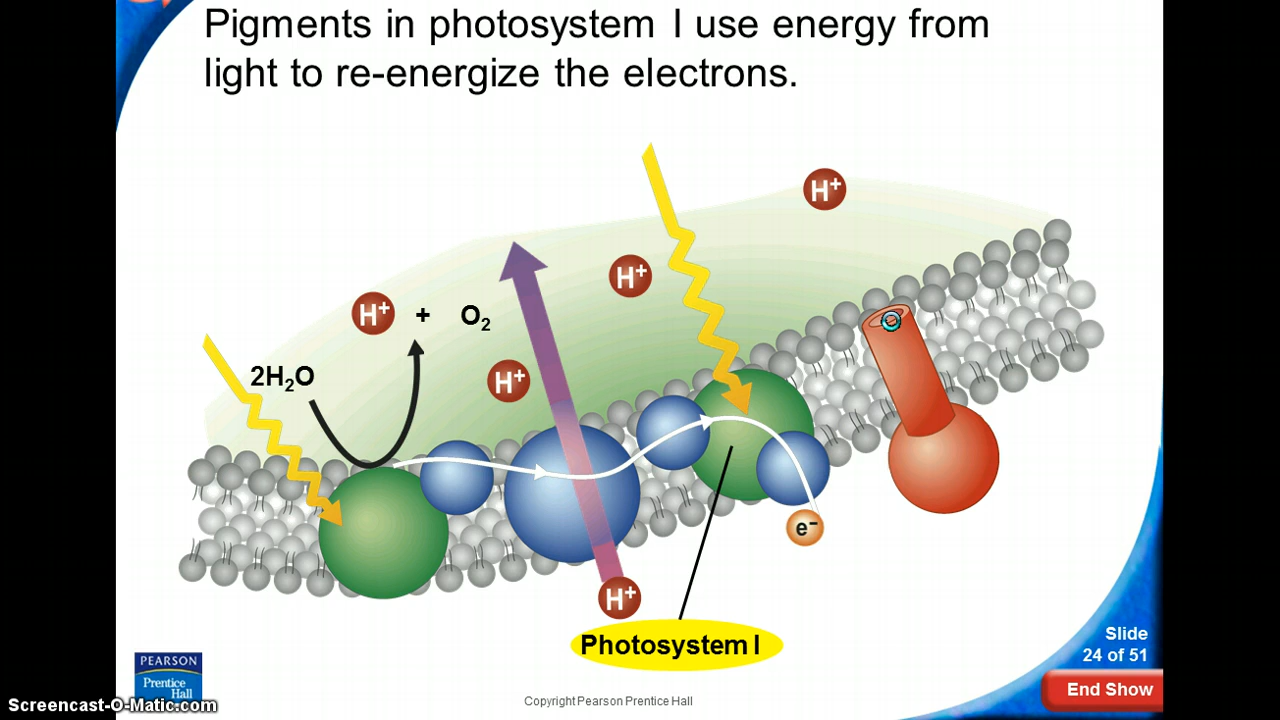 Pigments in photosystem I use energy from
light to re-energize the electrons.
H+
H+
H+ + O₂
2H₂O
H+
e⁻
H+
Photosystem I
Slide
24 of 51
PEARSON
Prentice
Hall
End Show
Copyright Pearson Prentice Hall
Screencast-O-Matic.com